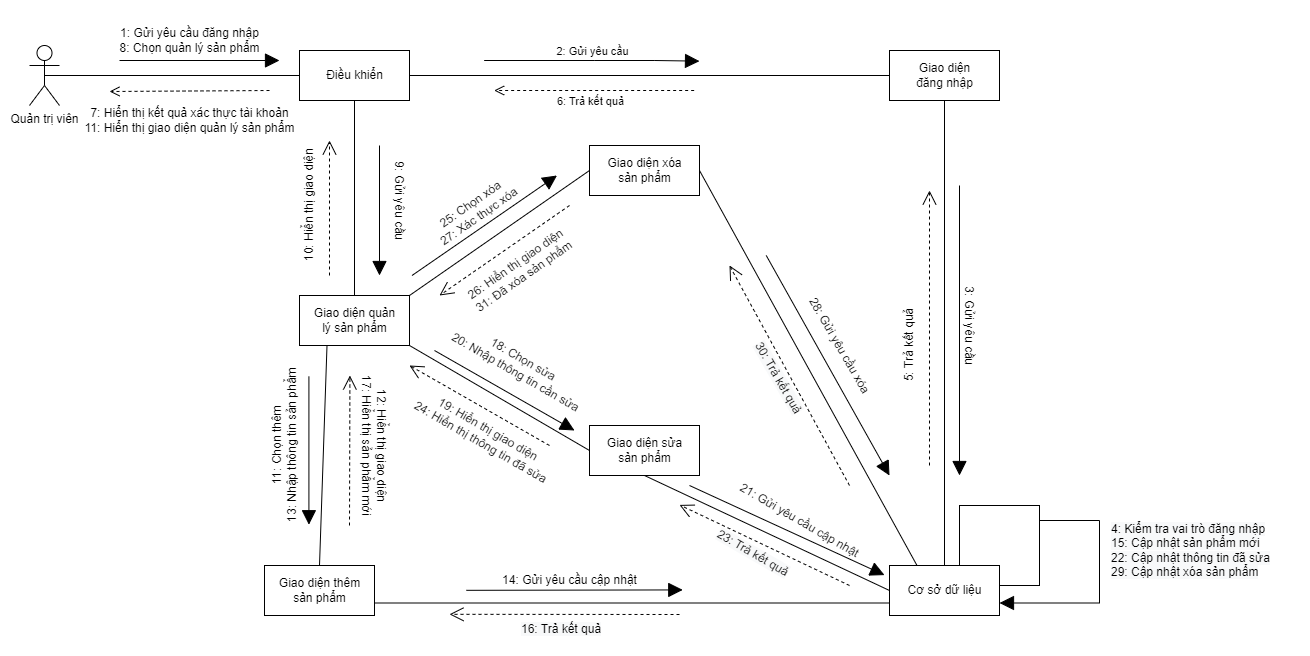 1: Gửi yêu cầu đăng nhập
8: Chọn quản lý sản phẩm
Quản trị viên
7: Hiển thị kết quả xác thực tài khoản
11: Hiển thị giao diện quản lý sản phẩm
Điều khiển
2: Gửi yêu cầu
6: Trả kết quả
Giao diện
đăng nhập
10: Hiển thị giao diện
9: Gửi yêu cầu
25: Chọn xóa
27: Xác thực xóa
26: Hiển thị giao diện
31: Đã xóa sản phẩm
Giao diện xóa
sản phẩm
Giao diện quản
lý sản phẩm
28: Gửi yêu cầu xóa
30: Trả kết quả
5: Trả kết quả
3: Gửi yêu cầu
18: Chọn sửa
20: Nhập thông tin cần sửa
19: Hiển thị giao diện
24: Hiển thị thông tin đã sửa
11: Chọn thêm
13: Nhập thông tin sản phẩm
12: Hiển thị giao diện
17: Hiển thị sản phẩm mới
Giao diện sửa
sản phẩm
21: Gửi yêu cầu cập nhật
23: Trả kết quả
4: Kiểm tra vai trò đăng nhập
15: Cập nhật sản phẩm mới
22: Cập nhật thông tin đã sửa
29: Cập nhật xóa sản phẩm
Giao diện thêm
sản phẩm
14: Gửi yêu cầu cập nhật
16: Trả kết quả
Cơ sở dữ liệu